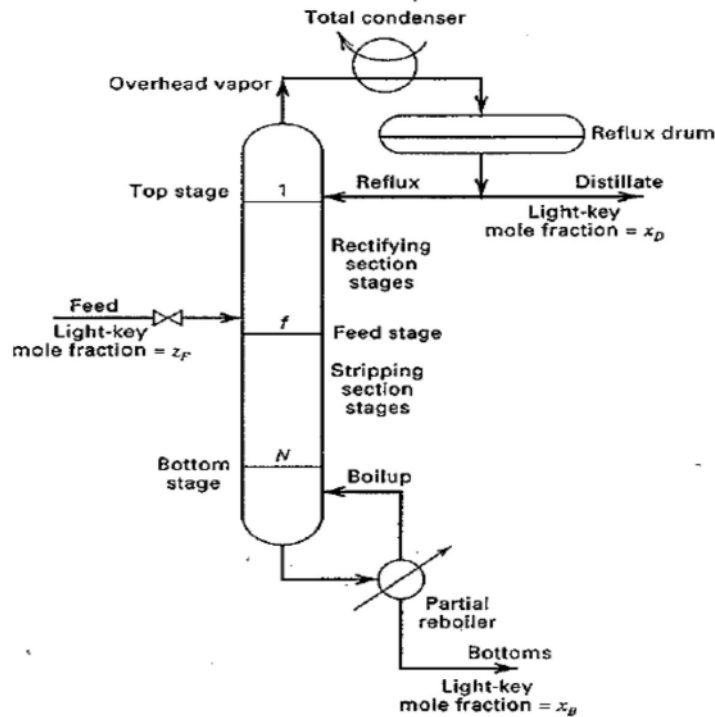 Total condenser
Overhead vapor
Reflux drum
Top stage
1
Reflux
Distillate
Light-key
mole fraction = x_D
Rectifying
section
stages
Feed
Light-key
mole fraction = z_F
f
Feed stage
Stripping
section
stages
Bottom
stage
N
Boilup
Partial
reboiler
Bottoms
Light-key
mole fraction = x_B